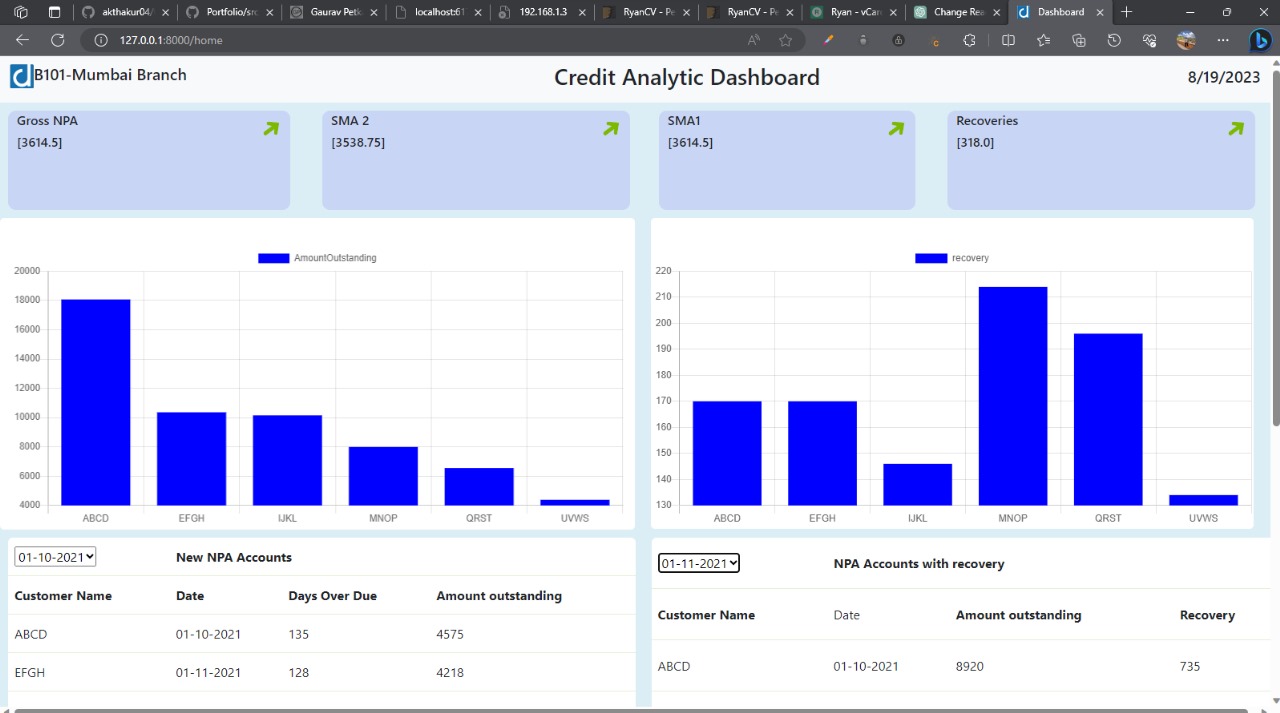 akthakur04/
Portfolio/src
Gaurav Petk
localhost:61
192.168.1.3
RyanCV - Pe
RyanCV - Pe
Ryan - vCar
Change Rea
Dashboard
127.0.0.1:8000/home
B101-Mumbai Branch
Credit Analytic Dashboard
8/19/2023
Gross NPA
[3614.5]
SMA 2
[3538.75]
SMA1
[3614.5]
Recoveries
[318.0]
AmountOutstanding
20000
18000
16000
14000
12000
10000
8000
6000
4000
ABCD EFGH IJKL MNOP QRST UVWS
recovery
220
210
200
190
180
170
160
150
140
130
ABCD EFGH IJKL MNOP QRST UVWS
01-10-2021 New NPA Accounts
Customer Name Date Days Over Due Amount outstanding
ABCD 01-10-2021 135 4575
EFGH 01-11-2021 128 4218
01-11-2021 NPA Accounts with recovery
Customer Name Date Amount outstanding Recovery
ABCD 01-10-2021 8920 735